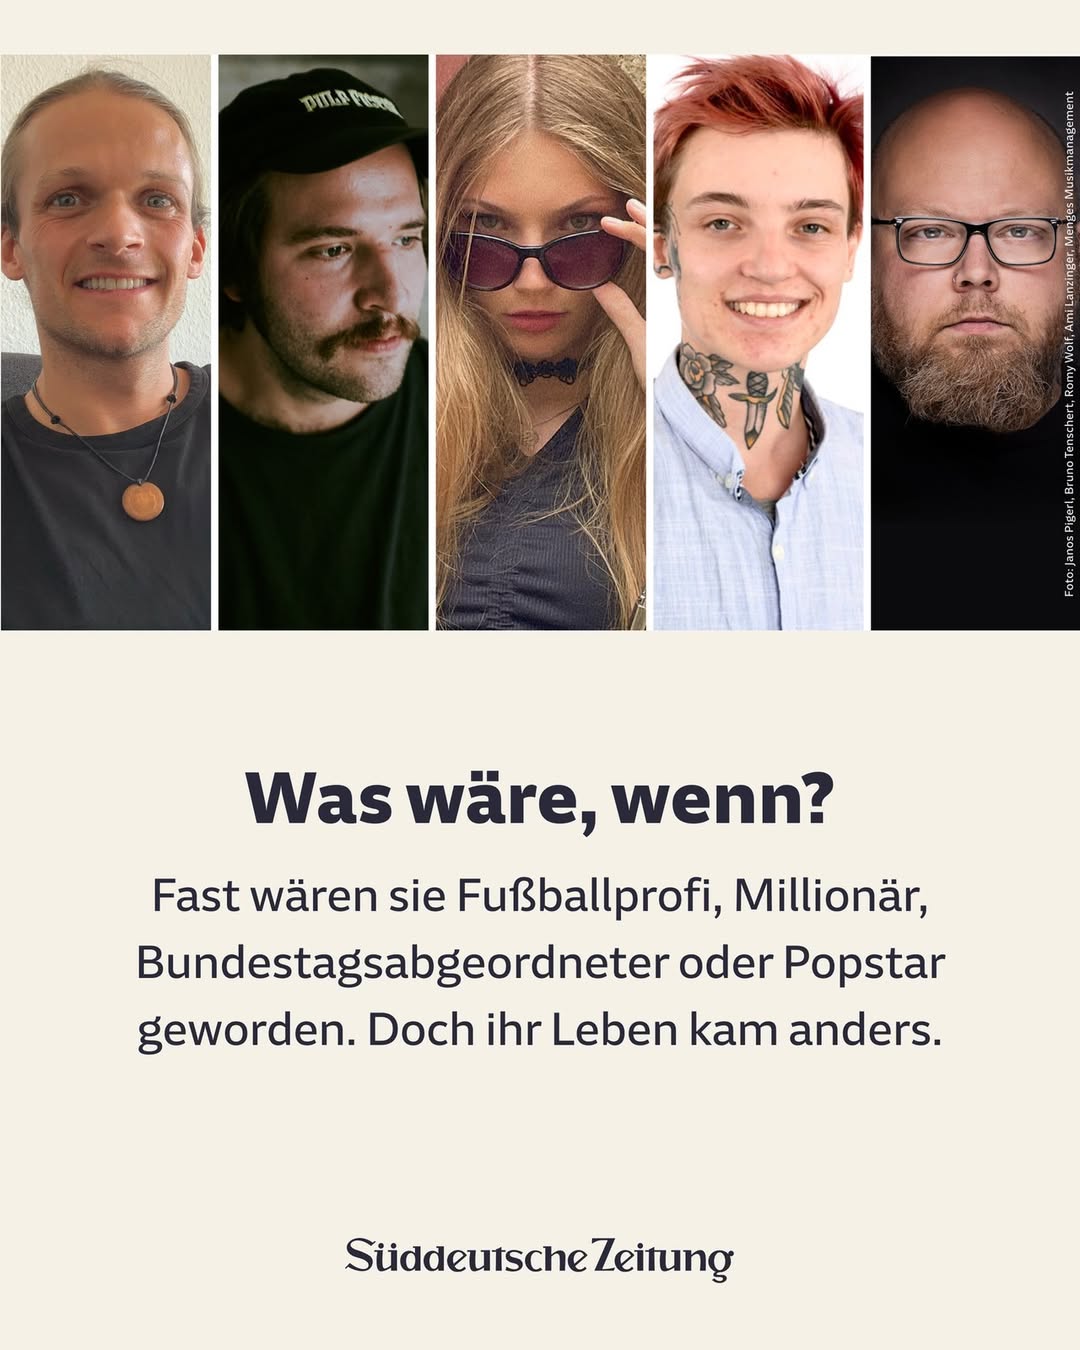 PULP FICTION
Foto: Janos Pigerl, Bruno Tenschert, Romy Wolf, Ami Lanzinger, Menges Musikmanagement
Was wäre, wenn?
Fast wären sie Fußballprofi, Millionär,
Bundestagsabgeordneter oder Popstar
geworden. Doch ihr Leben kam anders.
Süddeutsche Zeitung